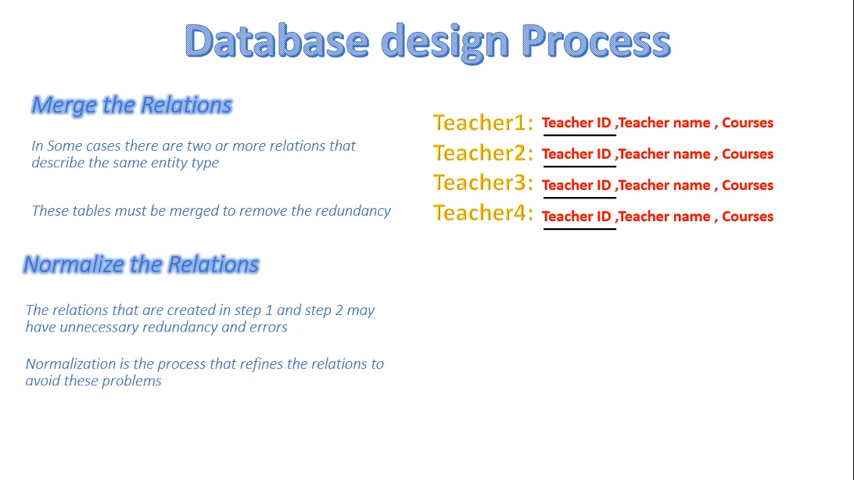 Database design Process
Merge the Relations
In Some cases there are two or more relations that
describe the same entity type
These tables must be merged to remove the redundancy
Normalize the Relations
The relations that are created in step 1 and step 2 may
have unnecessary redundancy and errors
Normalization is the process that refines the relations to
avoid these problems
Teacher1: Teacher ID ,Teacher name , Courses
Teacher2: Teacher ID ,Teacher name , Courses
Teacher3: Teacher ID ,Teacher name , Courses
Teacher4: Teacher ID ,Teacher name , Courses